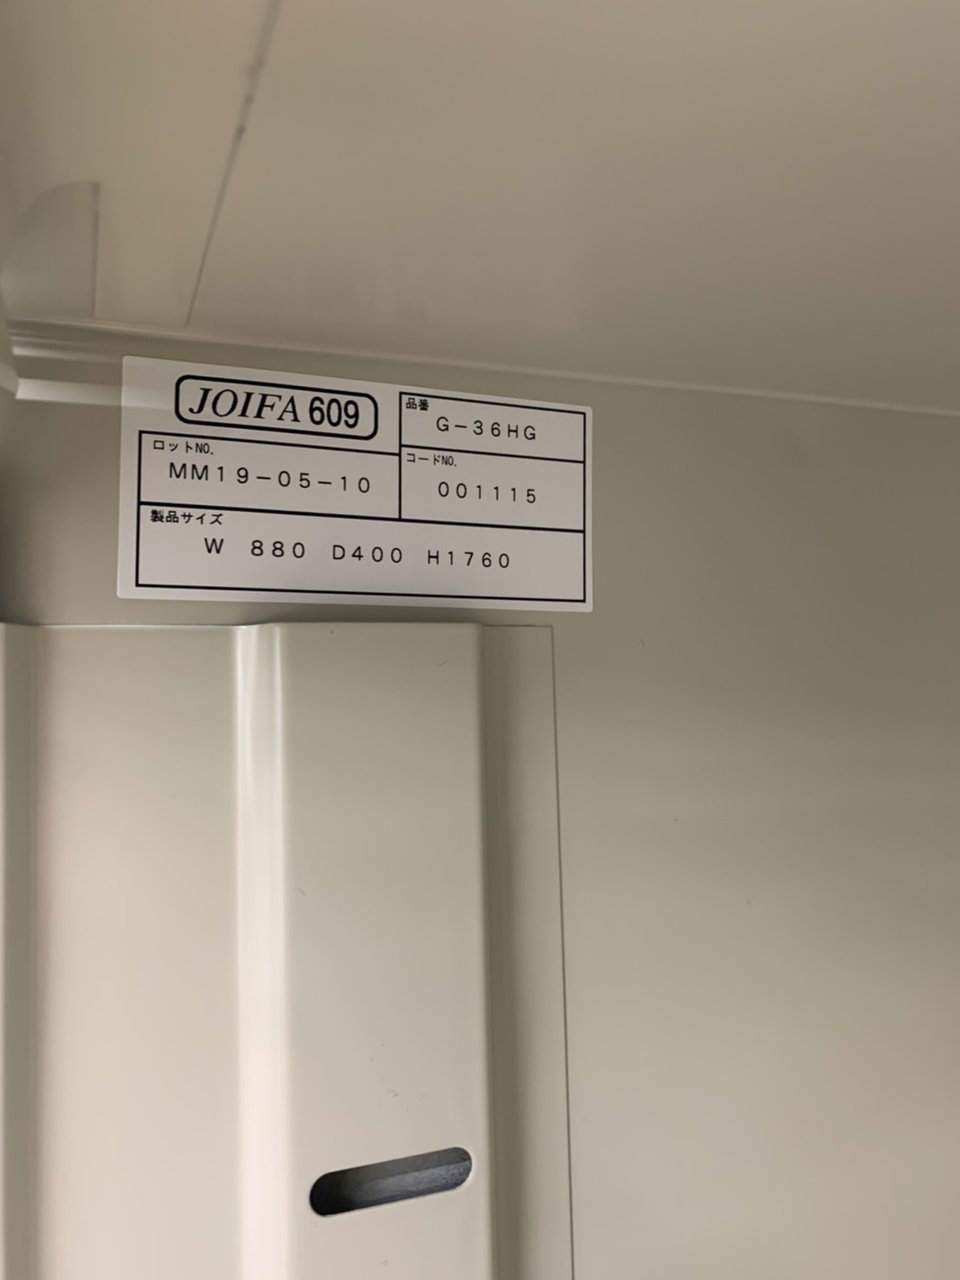 JOIFA 609
品番
G-36HG
ロットNO.
MM19-05-10
コードNO.
001115
製品サイズ
W 880 D400 H1760